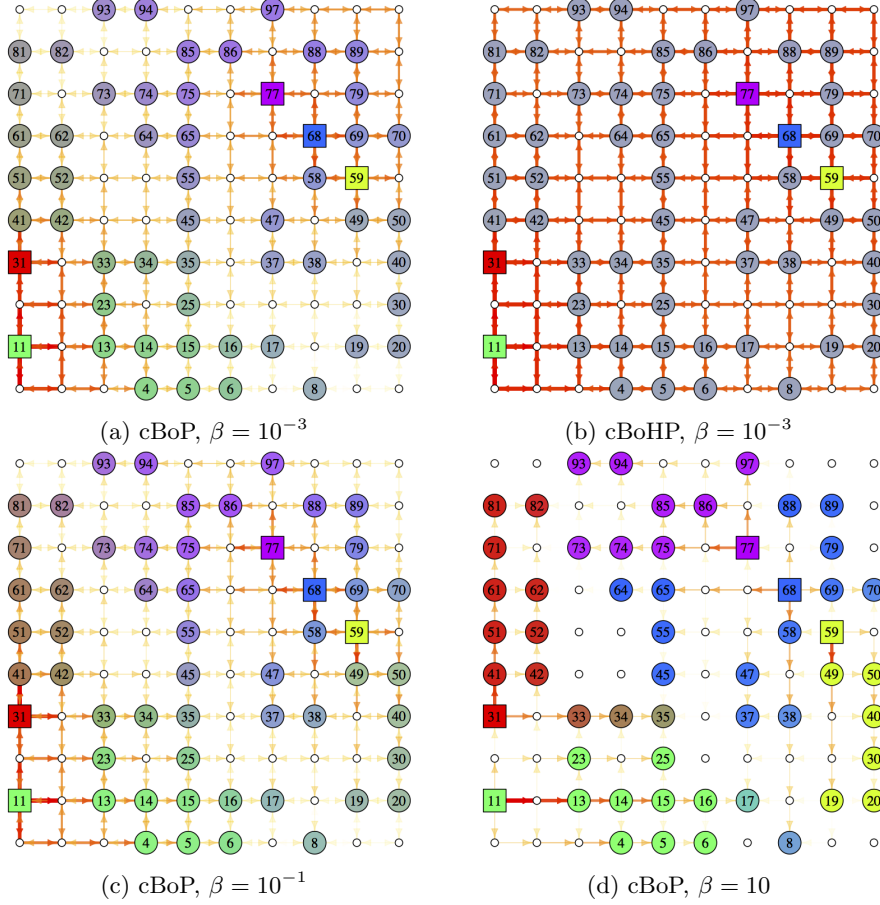 93 94 97
81 82 85 86 88 89
71 73 74 75 77 79
61 62 64 65 68 69 70
51 52 55 58 59
41 42 45 47 49 50
31 33 34 35 37 38 40
23 25 30
11 13 14 15 16 17 19 20
4 5 6 8
(a) cBoP, β = 10⁻³
93 94 97
81 82 85 86 88 89
71 73 74 75 77 79
61 62 64 65 68 69 70
51 52 55 58 59
41 42 45 47 49 50
31 33 34 35 37 38 40
23 25 30
11 13 14 15 16 17 19 20
4 5 6 8
(b) cBoHP, β = 10⁻³
93 94 97
81 82 85 86 88 89
71 73 74 75 77 79
61 62 64 65 68 69 70
51 52 55 58 59
41 42 45 47 49 50
31 33 34 35 37 38 40
23 25 30
11 13 14 15 16 17 19 20
4 5 6 8
(c) cBoP, β = 10⁻¹
93 94 97
81 82 85 86 88 89
71 73 74 75 77 79
61 62 64 65 68 69 70
51 52 55 58 59
41 42 45 47 49 50
31 33 34 35 37 38 40
23 25 30
11 13 14 15 16 17 19 20
4 5 6 8
(d) cBoP, β = 10